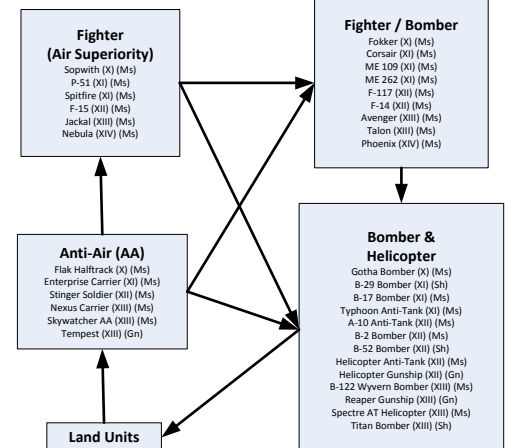 Fighter
(Air Superiority)
Sopwith (X) (Ms)
P-51 (XI) (Ms)
Spitfire (XI) (Ms)
F-15 (XII) (Ms)
Jackal (XIII) (Ms)
Nebula (XIV) (Ms)
Fighter / Bomber
Fokker (X) (Ms)
Corsair (XI) (Ms)
ME 109 (XI) (Ms)
ME 262 (XI) (Ms)
F-117 (XII) (Ms)
F-14 (XII) (Ms)
Avenger (XIII) (Ms)
Talon (XIII) (Ms)
Phoenix (XIV) (Ms)
Anti-Air (AA)
Flak Halftrack (X) (Ms)
Enterprise Carrier (XI) (Ms)
Stinger Soldier (XII) (Ms)
Nexus Carrier (XIII) (Ms)
Skywatcher AA (XIII) (Ms)
Tempest (XIII) (Gn)
Bomber &
Helicopter
Gotha Bomber (X) (Ms)
B-29 Bomber (XI) (Sh)
B-17 Bomber (XI) (Ms)
Typhoon Anti-Tank (XI) (Ms)
A-10 Anti-Tank (XII) (Ms)
B-2 Bomber (XII) (Ms)
B-52 Bomber (XII) (Sh)
Helicopter Anti-Tank (XII) (Ms)
Helicopter Gunship (XII) (Gn)
B-122 Wyvern Bomber (XIII) (Ms)
Reaper Gunship (XIII) (Gn)
Spectre AT Helicopter (XIII) (Ms)
Titan Bomber (XIII) (Sh)
Land Units